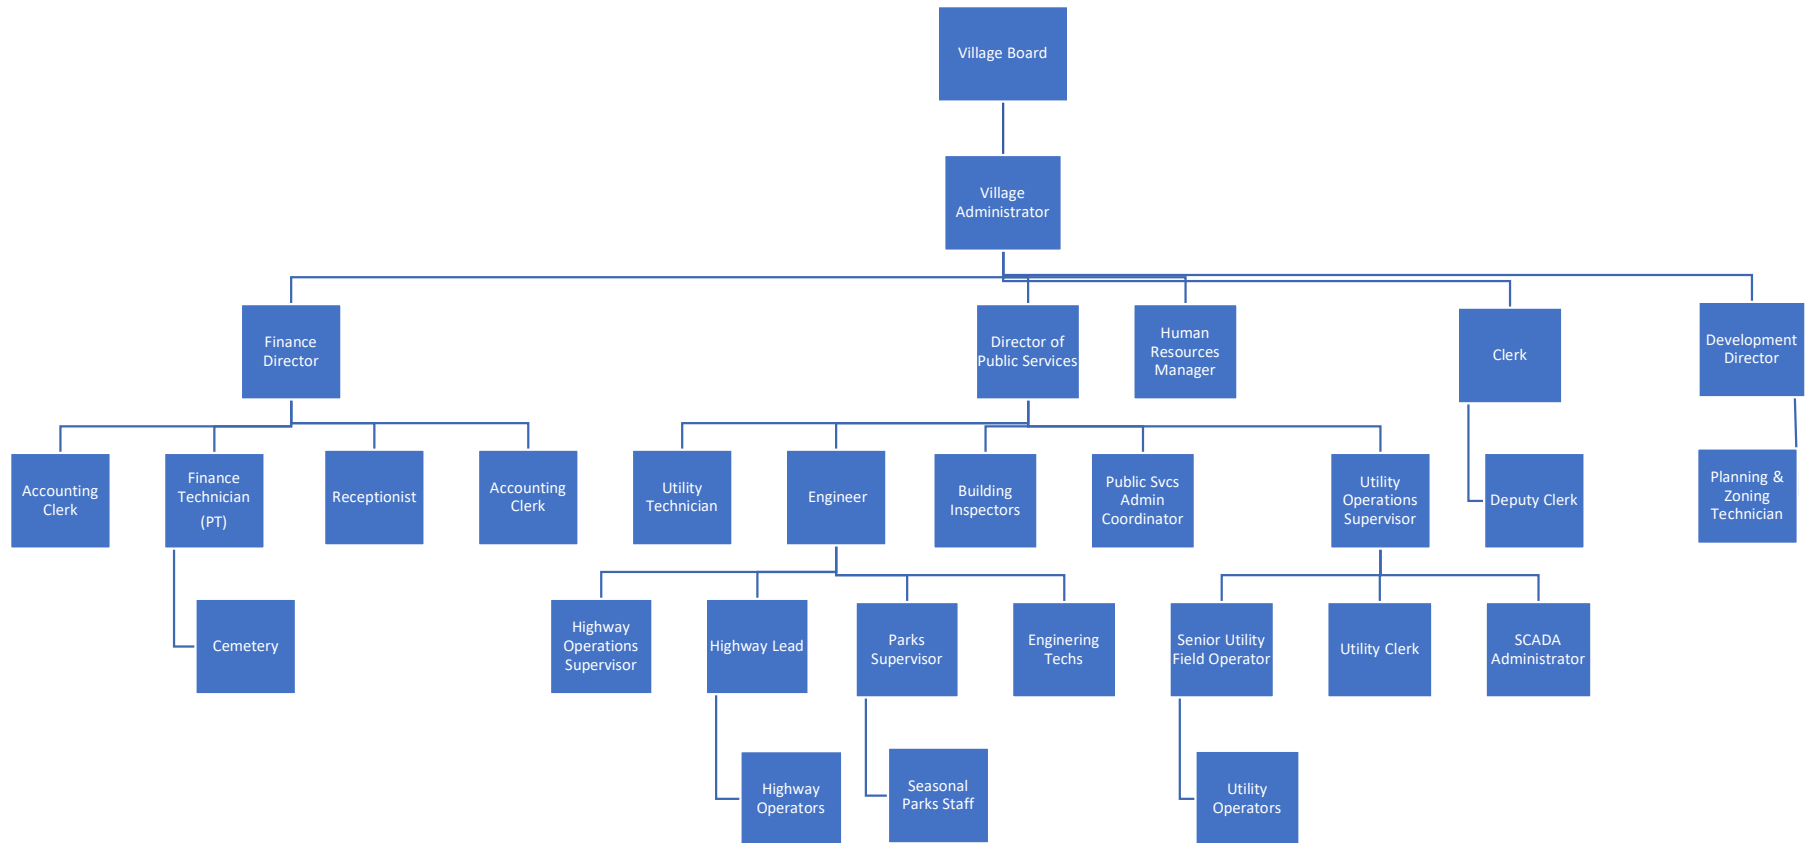 Village Board
Village
Administrator
Finance
Director
Director of
Public Services
Human
Resources
Manager
Clerk
Development
Director
Accounting
Clerk
Finance
Technician
(PT)
Receptionist
Accounting
Clerk
Utility
Technician
Engineer
Building
Inspectors
Public Svcs
Admin
Coordinator
Utility
Operations
Supervisor
Deputy Clerk
Planning &
Zoning
Technician
Cemetery
Highway
Operations
Supervisor
Highway Lead
Parks
Supervisor
Enginering
Techs
Senior Utility
Field Operator
Utility Clerk
SCADA
Administrator
Highway
Operators
Seasonal
Parks Staff
Utility
Operators